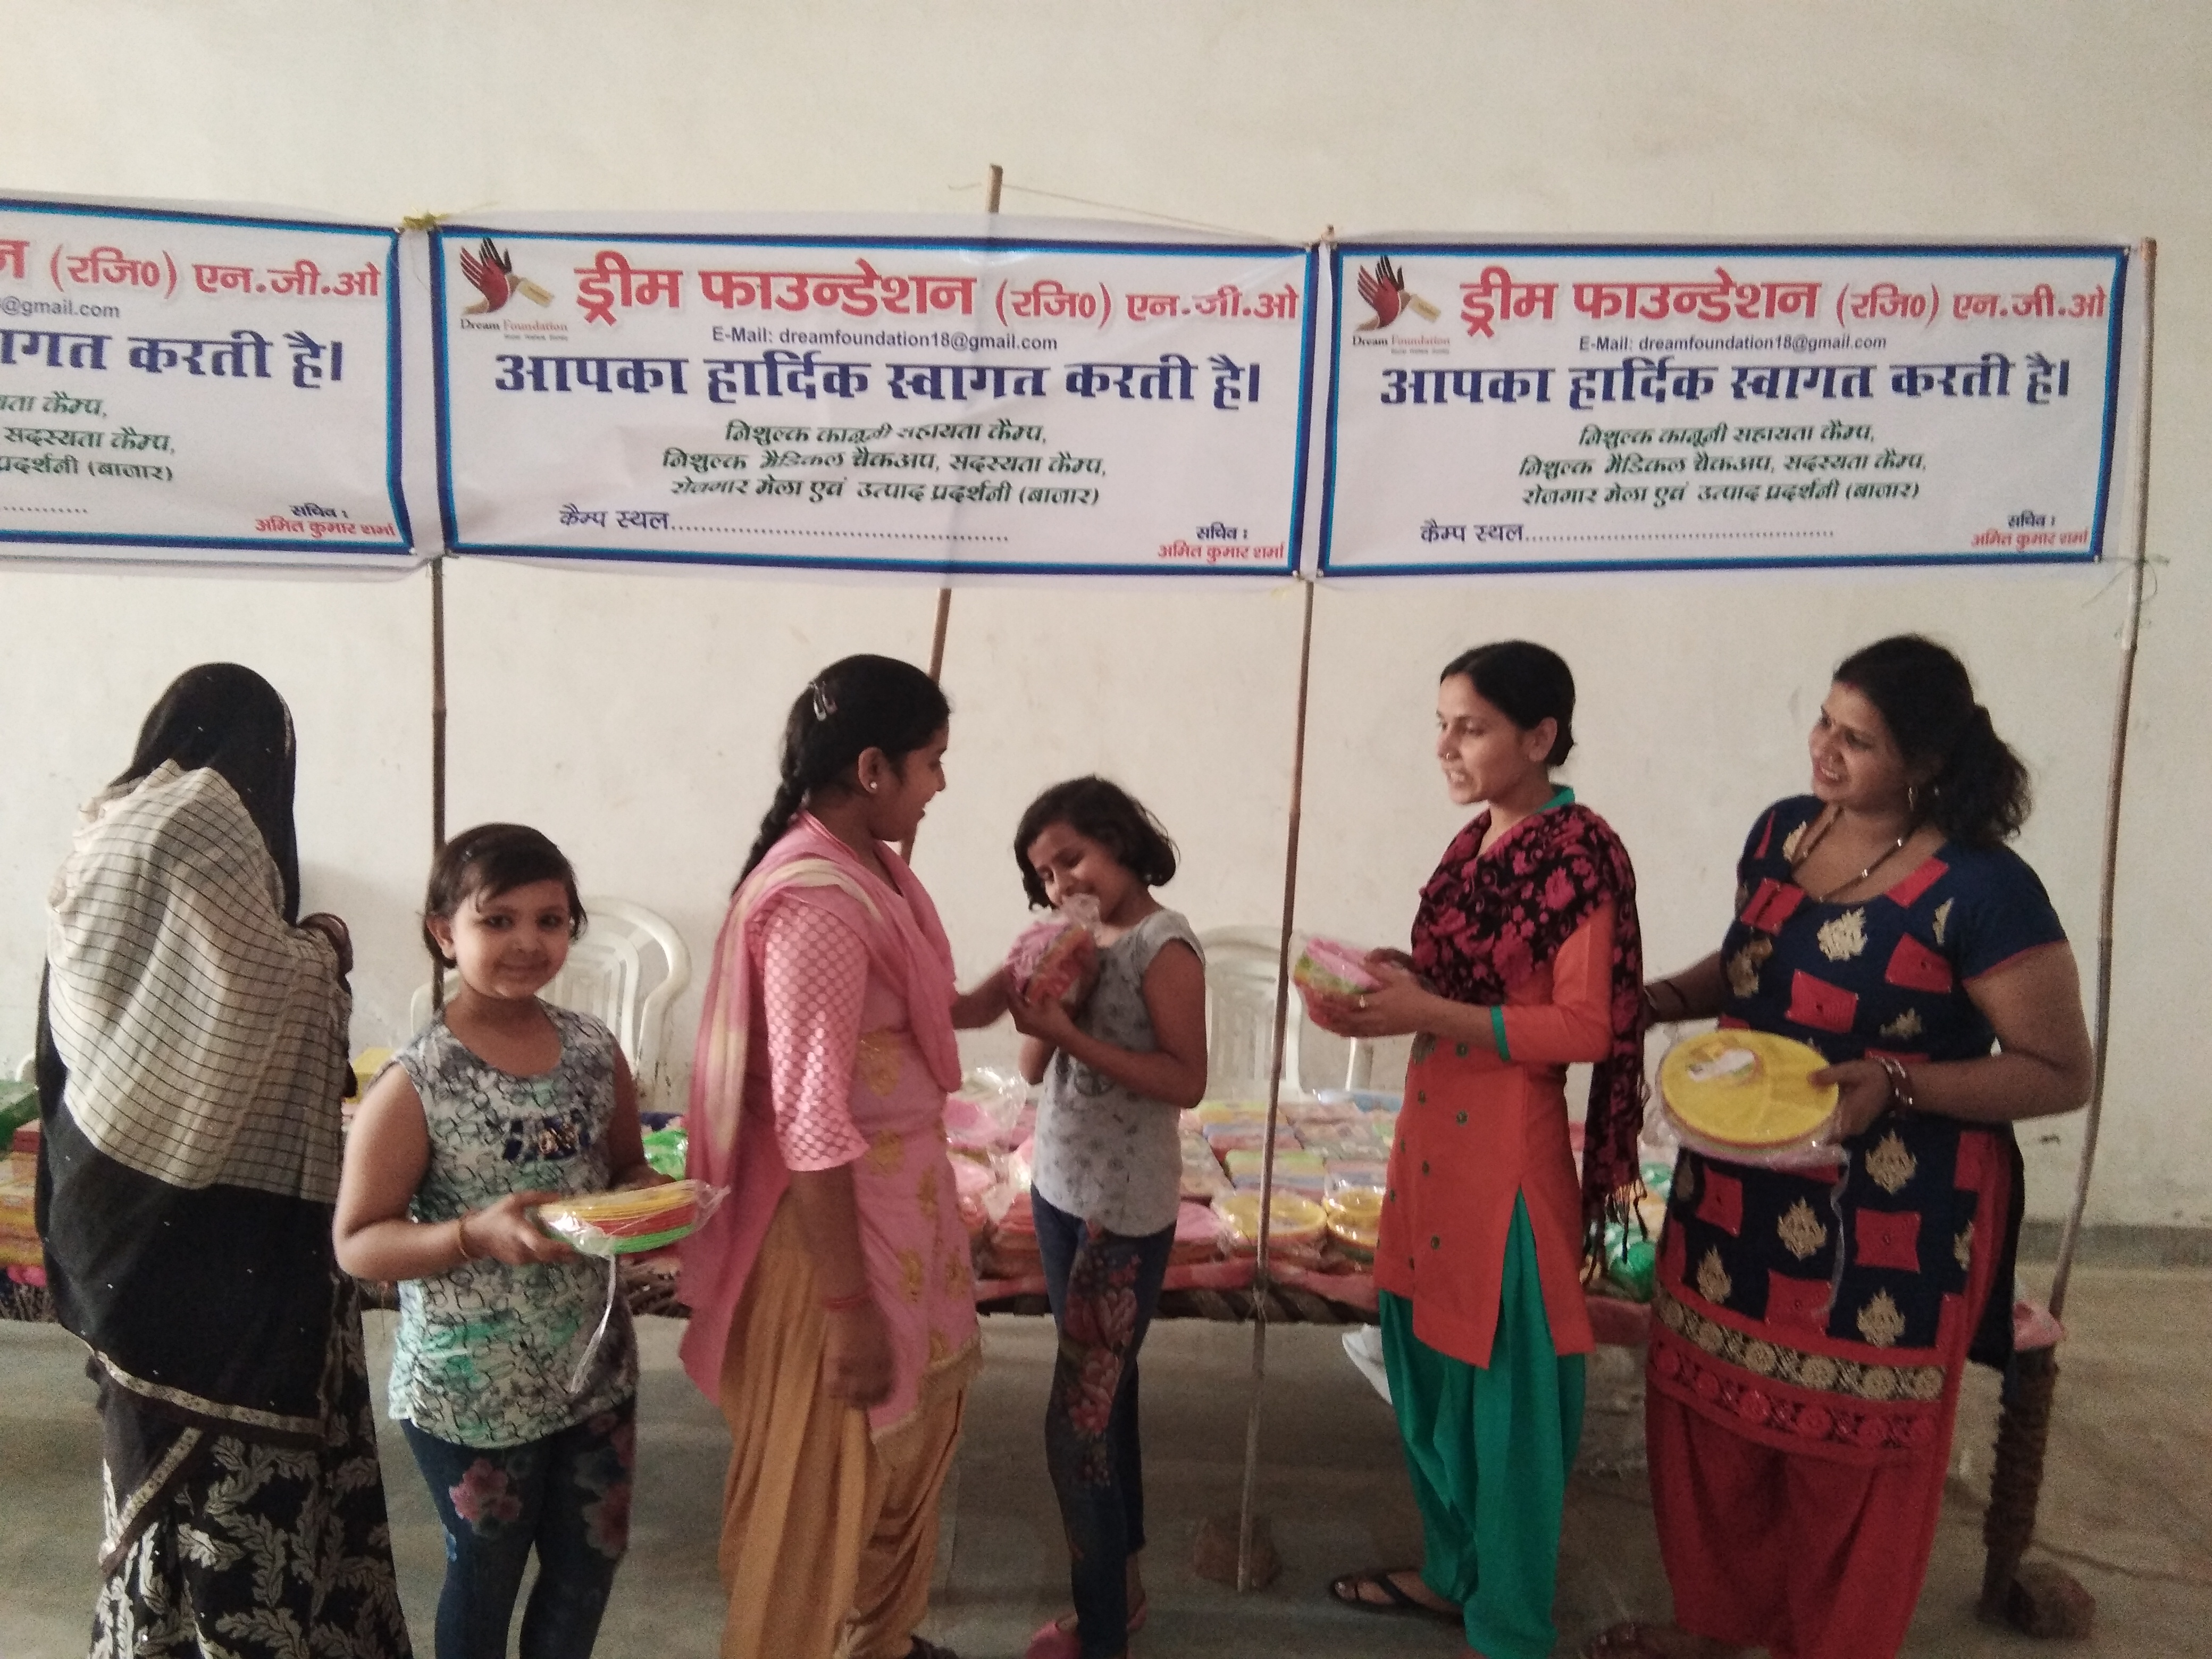 न (रजि०) एन.जी.ओ
@gmail.com
ागत करती है।
यता कैम्प,
सदस्यता कैम्प,
प्रदर्शनी (बाजार)
सचिव :
अमित कुमार शर्मा
ड्रीम फाउन्डेशन (रजि०) एन.जी.ओ
Dream Foundation
E-Mail: dreamfoundation18@gmail.com
आपका हार्दिक स्वागत करती है।
निशुल्क कानूनी सहायता कैम्प,
निशुल्क मैडिकल चैकअप, सदस्यता कैम्प,
रोजगार मेला एवं उत्पाद प्रदर्शनी (बाजार)
कैम्प स्थल.............................................
सचिव :
अमित कुमार शर्मा
ड्रीम फाउन्डेशन (रजि०) एन.जी.ओ
Dream Foundation
E-Mail: dreamfoundation18@gmail.com
आपका हार्दिक स्वागत करती है।
निशुल्क कानूनी सहायता कैम्प,
निशुल्क मैडिकल चैकअप, सदस्यता कैम्प,
रोजगार मेला एवं उत्पाद प्रदर्शनी (बाजार)
कैम्प स्थल.............................................
सचिव :
अमित कुमार शर्मा